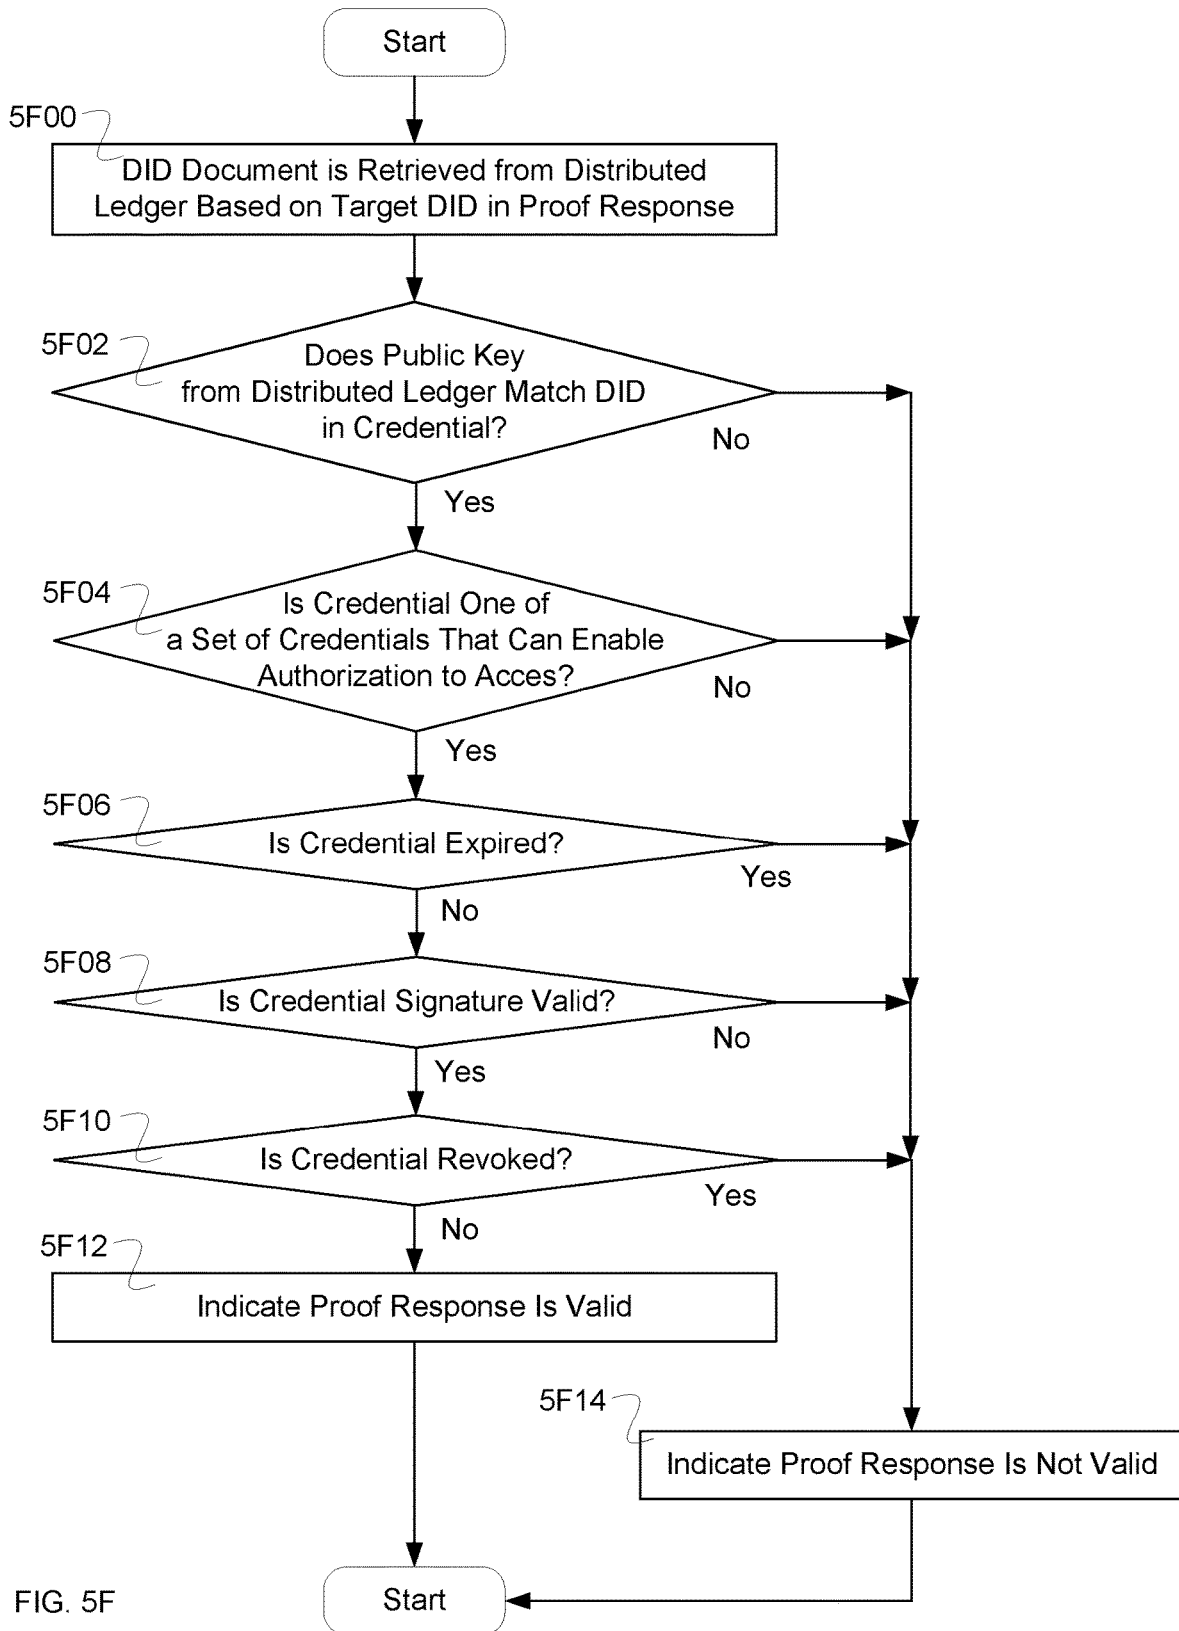 Start
5F00
DID Document is Retrieved from Distributed
Ledger Based on Target DID in Proof Response
5F02
Does Public Key
from Distributed Ledger Match DID
in Credential?
No
Yes
5F04
Is Credential One of
a Set of Credentials That Can Enable
Authorization to Acces?
No
Yes
5F06
Is Credential Expired?
Yes
No
5F08
Is Credential Signature Valid?
No
Yes
5F10
Is Credential Revoked?
Yes
No
5F12
Indicate Proof Response Is Valid
5F14
Indicate Proof Response Is Not Valid
Start
FIG. 5F